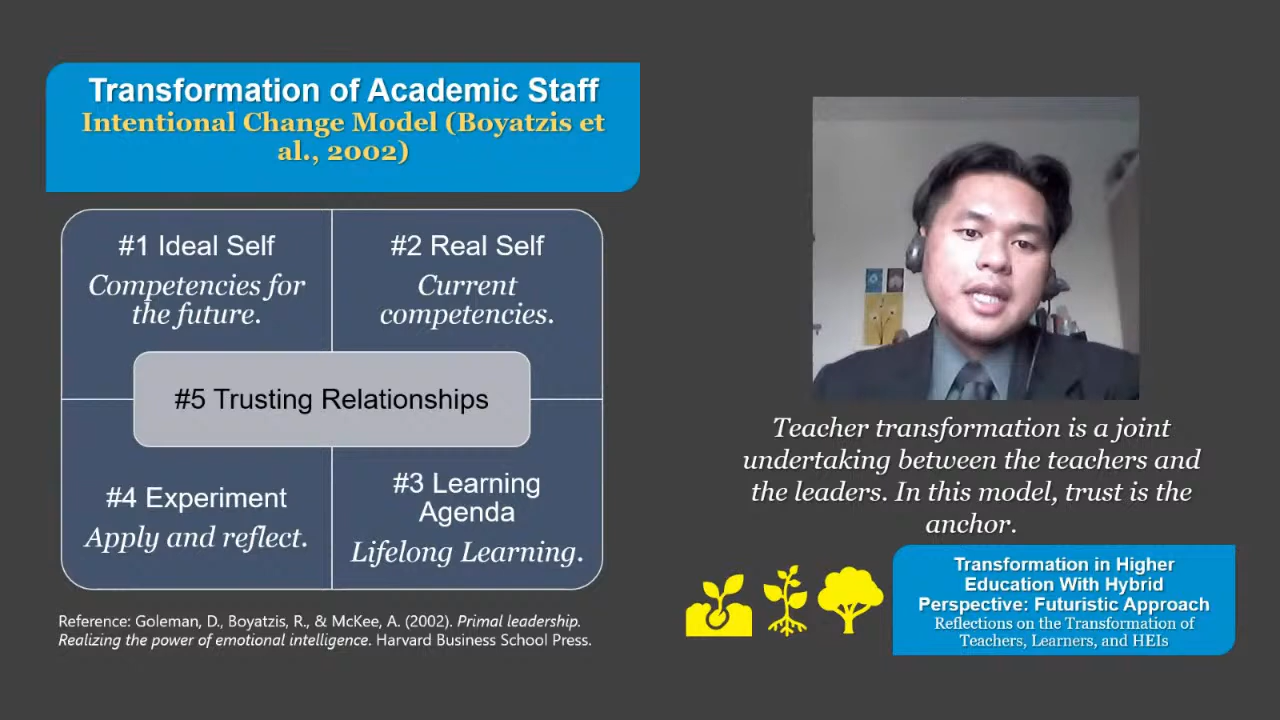 Transformation of Academic Staff
Intentional Change Model (Boyatzis et
al., 2002)
#1 Ideal Self
Competencies for
the future.
#2 Real Self
Current
competencies.
#5 Trusting Relationships
#4 Experiment
Apply and reflect.
#3 Learning
Agenda
Lifelong Learning.
Reference: Goleman, D., Boyatzis, R., & McKee, A. (2002). Primal leadership.
Realizing the power of emotional intelligence. Harvard Business School Press.
Teacher transformation is a joint
undertaking between the teachers and
the leaders. In this model, trust is the
anchor.
Transformation in Higher
Education With Hybrid
Perspective: Futuristic Approach
Reflections on the Transformation of
Teachers, Learners, and HEIs